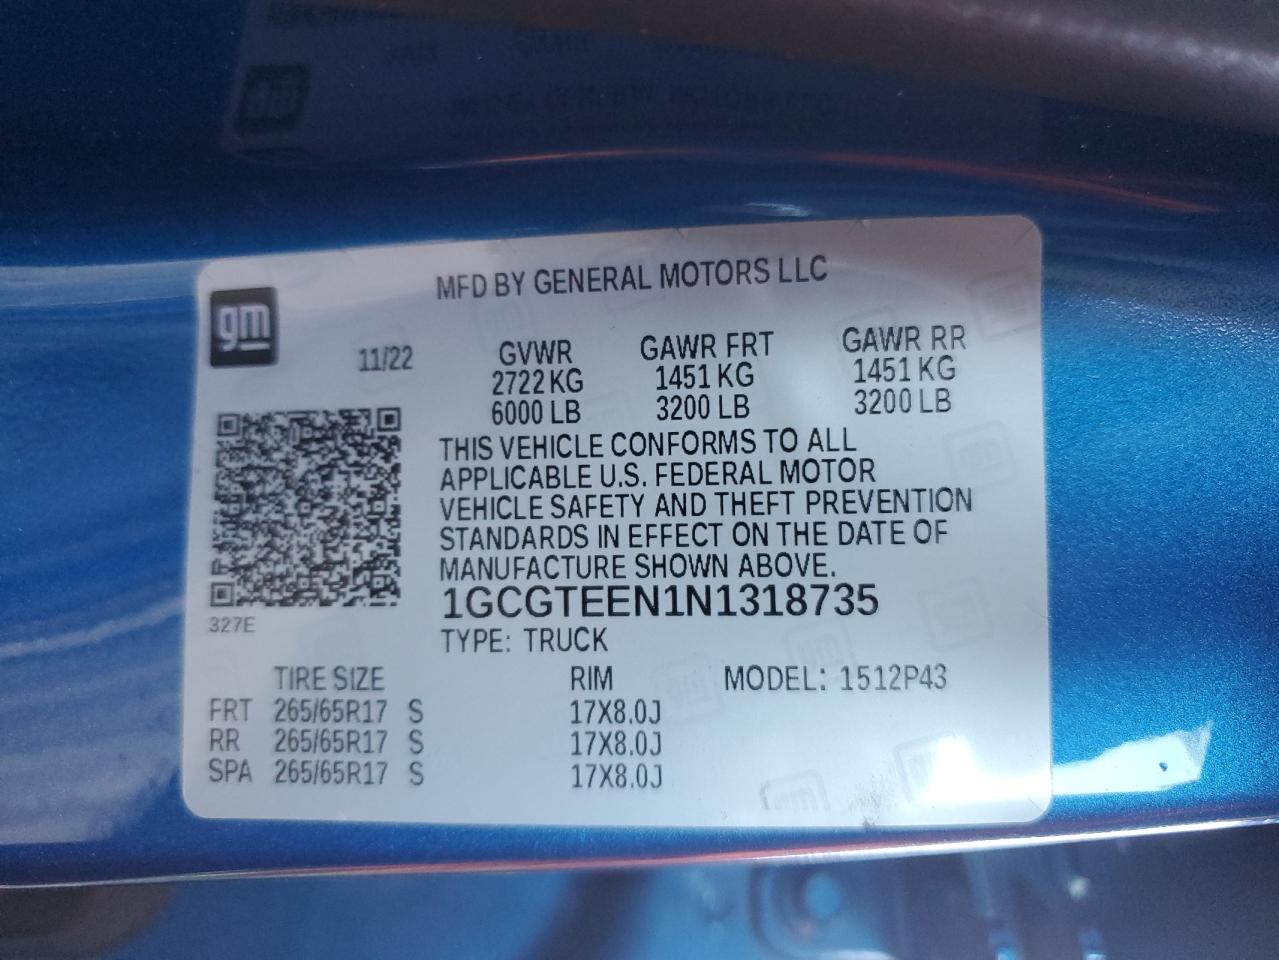 MFD BY GENERAL MOTORS LLC
gm
11/22 GVWR GAWR FRT GAWR RR
2722 KG 1451 KG 1451 KG
6000 LB 3200 LB 3200 LB
THIS VEHICLE CONFORMS TO ALL
APPLICABLE U.S. FEDERAL MOTOR
VEHICLE SAFETY AND THEFT PREVENTION
STANDARDS IN EFFECT ON THE DATE OF
MANUFACTURE SHOWN ABOVE.
1GCGTEEN1N1318735
327E
TYPE: TRUCK
TIRE SIZE RIM MODEL: 1512P43
FRT 265/65R17 S 17X8.0J
RR 265/65R17 S 17X8.0J
SPA 265/65R17 S 17X8.0J